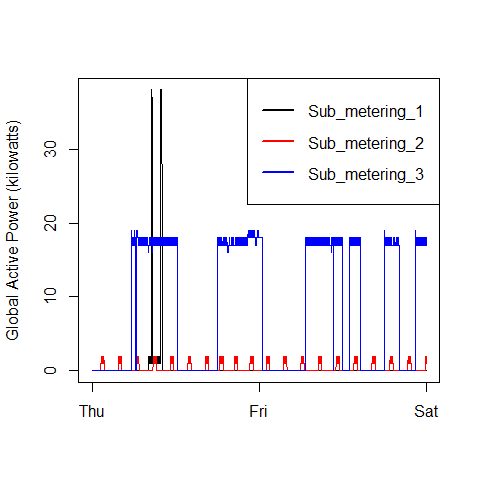 Global Active Power (kilowatts)
30
20
10
0
Sub_metering_1
Sub_metering_2
Sub_metering_3
Thu
Fri
Sat